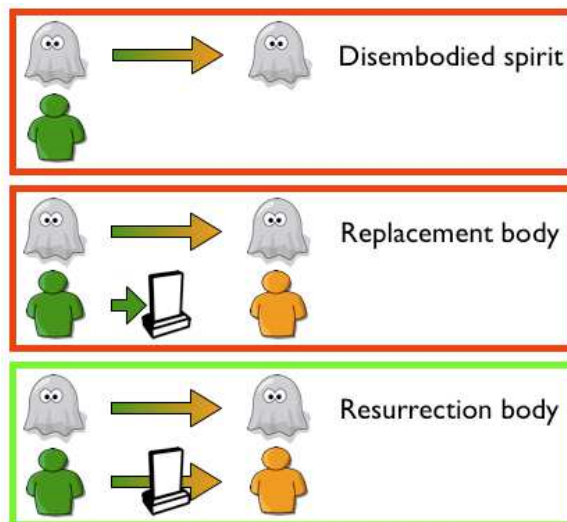 Disembodied spirit
Replacement body
Resurrection body